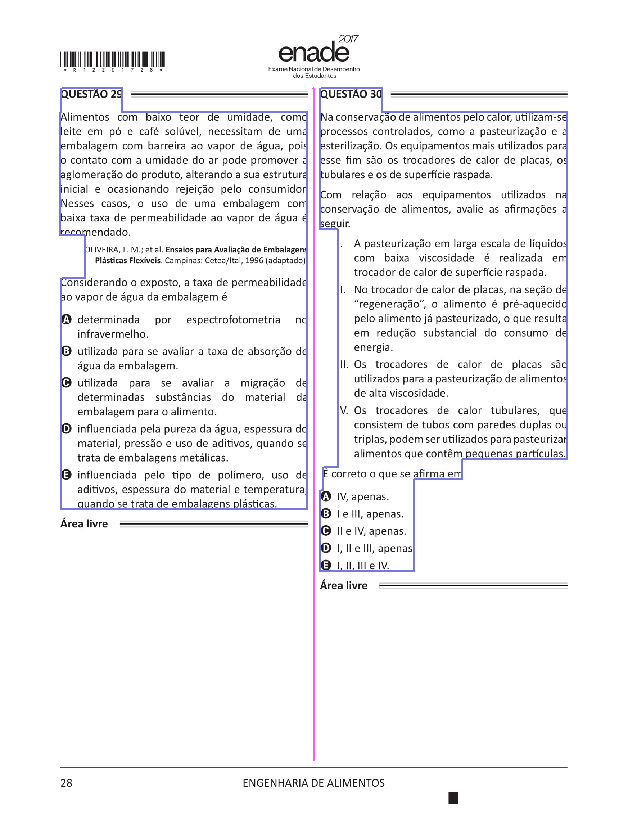 *R1220172 8*
enade
2017
Exame Nacional de Desempenho
dos Estudantes
QUESTÃO 29
Alimentos com baixo teor de umidade, como
leite em pó e café solúvel, necessitam de uma
embalagem com barreira ao vapor de água, pois
o contato com a umidade do ar pode promover a
aglomeração do produto, alterando a sua estrutura
inicial e ocasionando rejeição pelo consumidor
Nesses casos, o uso de uma embalagem com
baixa taxa de permeabilidade ao vapor de água é
recomendado.
OLIVEIRA, L. M.; et al. Ensaios para Avaliação de Embalagens
Plásticas Flexíveis. Campinas: Cetea/Ital, 1996 (adaptado)
Considerando o exposto, a taxa de permeabilidade
ao vapor de água da embalagem é
A determinada por espectrofotometria no
infravermelho.
B utilizada para se avaliar a taxa de absorção de
água da embalagem.
C utilizada para se avaliar a migração de
determinadas substâncias do material da
embalagem para o alimento.
D influenciada pela pureza da água, espessura do
material, pressão e uso de aditivos, quando se
trata de embalagens metálicas.
E influenciada pelo tipo de polímero, uso de
aditivos, espessura do material e temperatura
quando se trata de embalagens plásticas.
Área livre
QUESTÃO 30
Na conservação de alimentos pelo calor, utilizam-se
processos controlados, como a pasteurização e a
esterilização. Os equipamentos mais utilizados para
esse fim são os trocadores de calor de placas, os
tubulares e os de superfície raspada.
Com relação aos equipamentos utilizados na
conservação de alimentos, avalie as afirmações a
seguir.
. A pasteurização em larga escala de líquidos
com baixa viscosidade é realizada em
trocador de calor de superfície raspada.
I. No trocador de calor de placas, na seção de
“regeneração”, o alimento é pré-aquecido
pelo alimento já pasteurizado, o que resulta
em redução substancial do consumo de
energia.
II. Os trocadores de calor de placas são
utilizados para a pasteurização de alimentos
de alta viscosidade.
V. Os trocadores de calor tubulares, que
consistem de tubos com paredes duplas ou
triplas, podem ser utilizados para pasteurizar
alimentos que contêm pequenas partículas.
É correto o que se afirma em
A IV, apenas.
B I e III, apenas.
C II e IV, apenas.
D I, II e III, apenas
E I, II, III e IV.
Área livre
28
ENGENHARIA DE ALIMENTOS